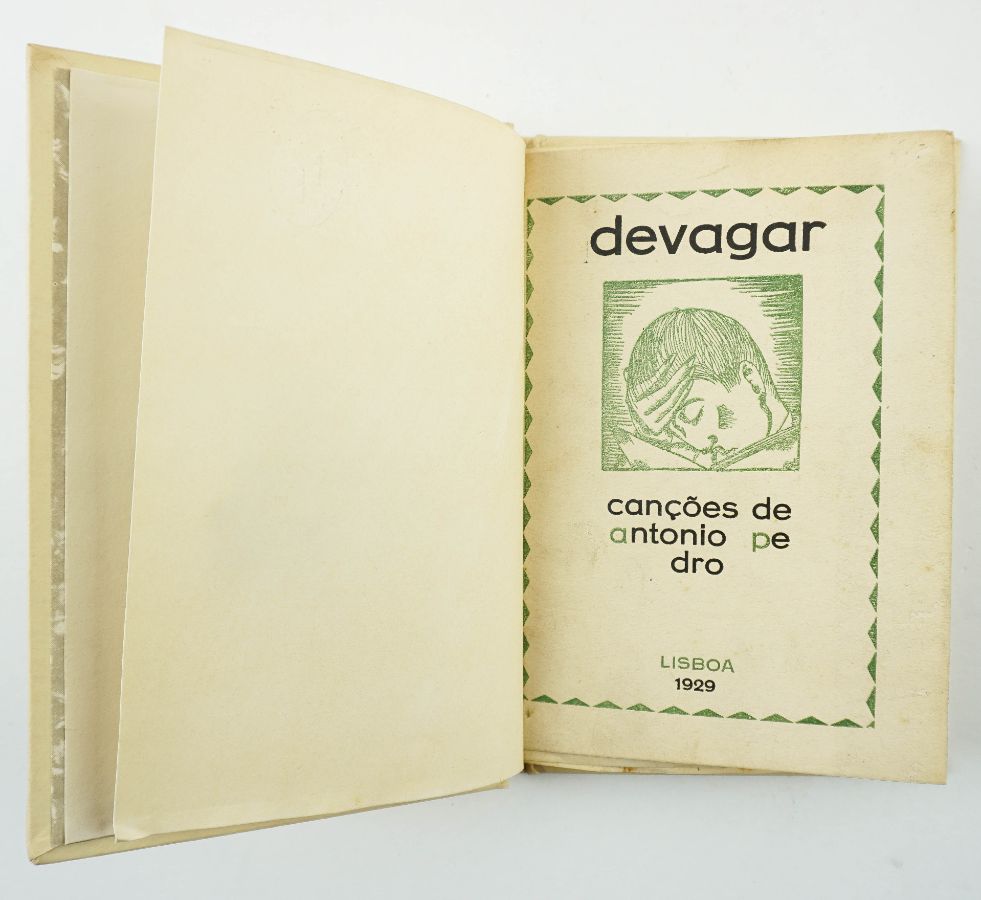 devagar
canções de
antonio pe
dro
LISBOA
1929